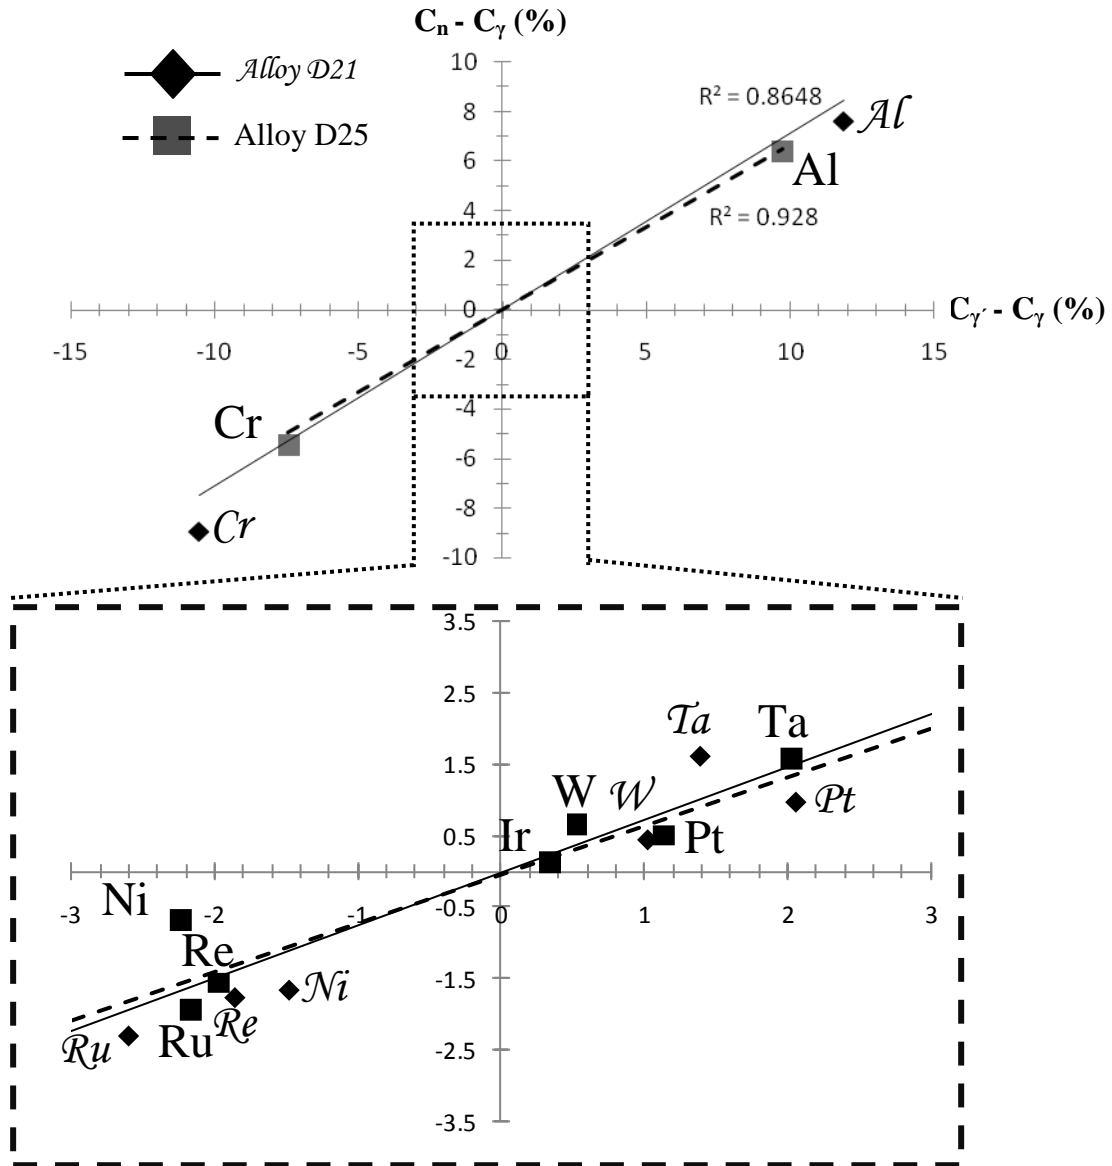 Cₙ - Cᵧ (%)
Alloy D21
Alloy D25
10
8
6
4
2
0
-2
-4
-6
-8
-10
R² = 0.8648
Al
Al
R² = 0.928
-15
-10
-5
0
5
10
15
Cᵧ´ - Cᵧ (%)
Cr
Cr
3.5
2.5
1.5
0.5
-0.5
-1.5
-2.5
-3.5
Ta
Ta
W
W
Pt
Ir
Pt
Ni
-3
-2
-1
0
1
2
3
Re
Ni
Re
Ru
Ru